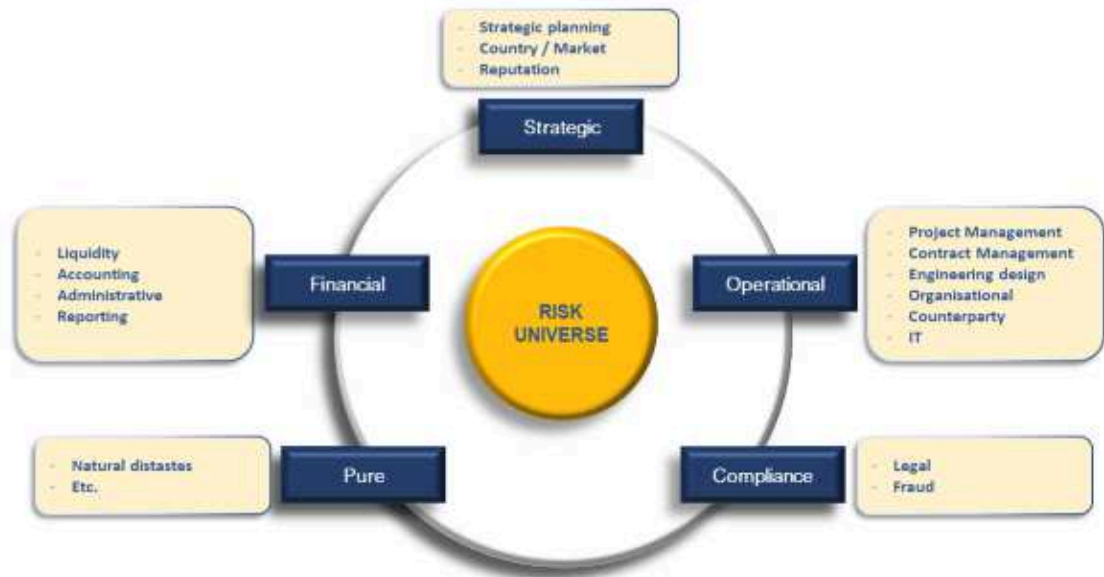 - Strategic planning
- Country / Market
- Reputation
Strategic
- Liquidity
- Accounting
- Administrative
- Reporting
Financial
RISK
UNIVERSE
Operational
- Project Management
- Contract Management
- Engineering design
- Organisational
- Counterparty
- IT
- Natural distastes
- Etc.
Pure
Compliance
- Legal
- Fraud